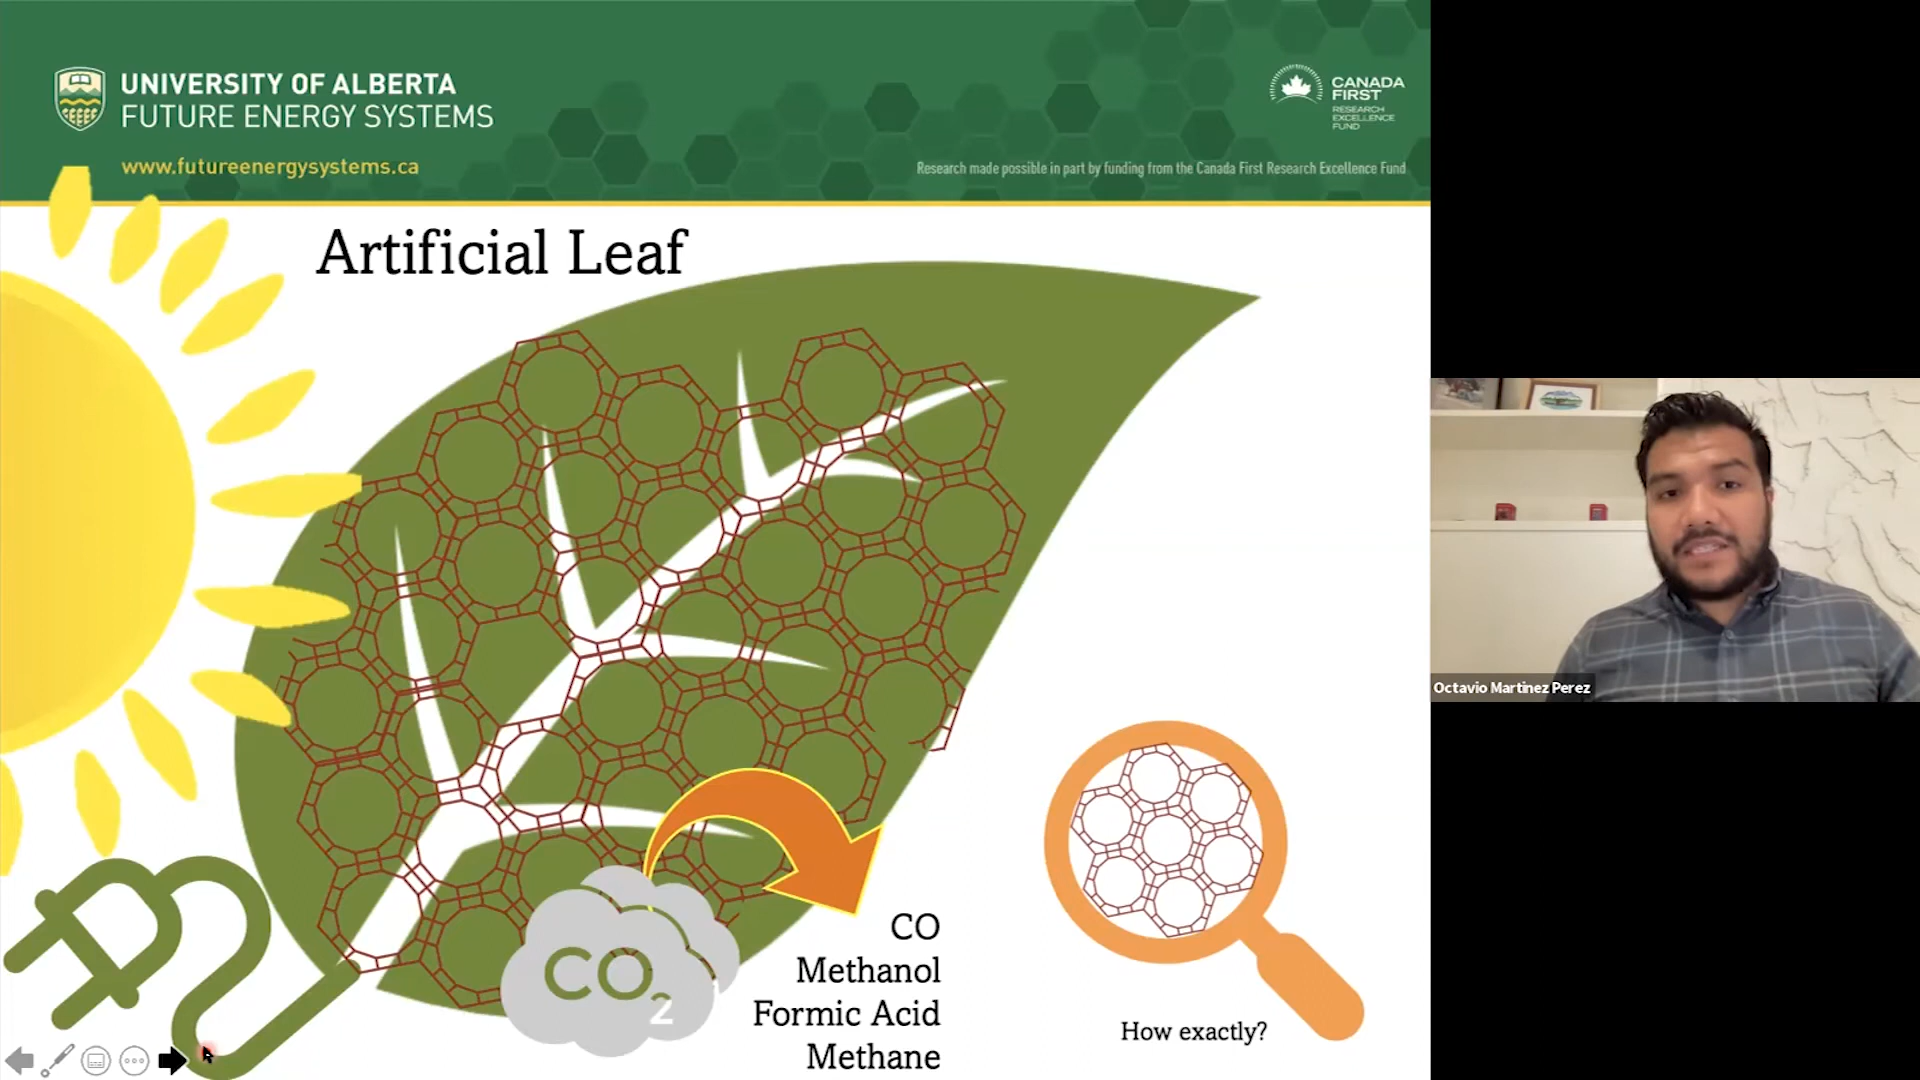 UNIVERSITY OF ALBERTA
FUTURE ENERGY SYSTEMS
www.futureenergysystems.ca
CANADA
FIRST
RESEARCH
EXCELLENCE
FUND
Research made possible in part by funding from the Canada First Research Excellence Fund
Artificial Leaf
CO2
CO
Methanol
Formic Acid
Methane
How exactly?
Octavio Martinez Perez